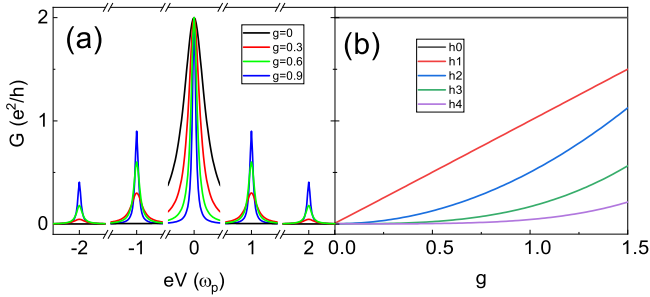 (a)
g=0
g=0.3
g=0.6
g=0.9
(b)
h0
h1
h2
h3
h4
G (e²/h)
2
1
0
-2 -1 0 1 2
0.0 0.5 1.0 1.5
eV (ωₚ)
g